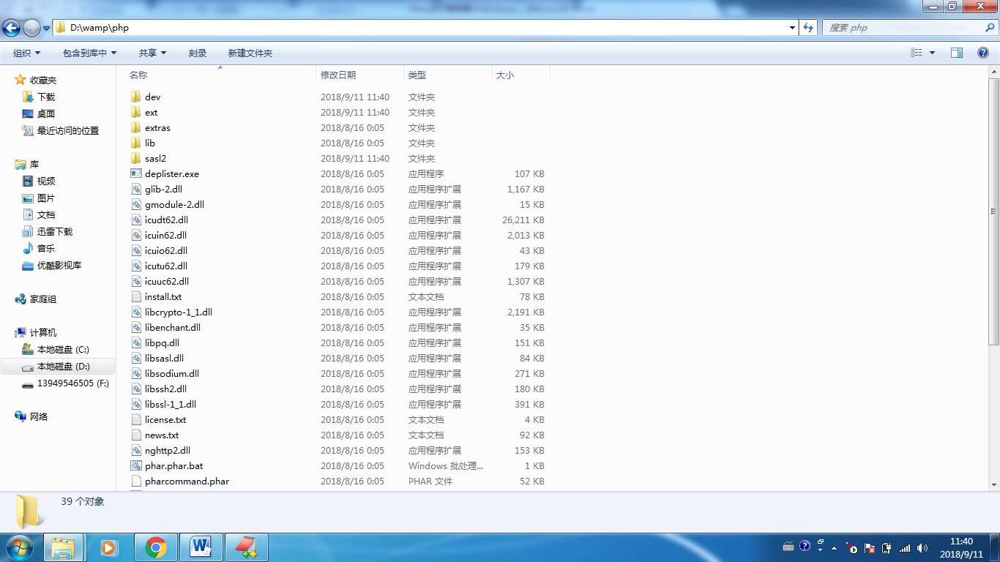 D:\wamp\php
搜索 php
组织 包含到库中 共享 刻录 新建文件夹
名称 修改日期 类型 大小
收藏夹
下载
桌面
最近访问的位置
库
视频
图片
文档
迅雷下载
音乐
优酷影视库
家庭组
计算机
本地磁盘 (C:)
本地磁盘 (D:)
13949546505 (F:)
网络
dev 2018/9/11 11:40 文件夹
ext 2018/9/11 11:40 文件夹
extras 2018/8/16 0:05 文件夹
lib 2018/8/16 0:05 文件夹
sasl2 2018/9/11 11:40 文件夹
deplister.exe 2018/8/16 0:05 应用程序 107 KB
glib-2.dll 2018/8/16 0:05 应用程序扩展 1,167 KB
gmodule-2.dll 2018/8/16 0:05 应用程序扩展 15 KB
icudt62.dll 2018/8/16 0:05 应用程序扩展 26,211 KB
icuin62.dll 2018/8/16 0:05 应用程序扩展 2,013 KB
icuio62.dll 2018/8/16 0:05 应用程序扩展 43 KB
icutu62.dll 2018/8/16 0:05 应用程序扩展 179 KB
icuuc62.dll 2018/8/16 0:05 应用程序扩展 1,307 KB
install.txt 2018/8/16 0:05 文本文档 78 KB
libcrypto-1_1.dll 2018/8/16 0:05 应用程序扩展 2,191 KB
libenchant.dll 2018/8/16 0:05 应用程序扩展 35 KB
libpq.dll 2018/8/16 0:05 应用程序扩展 151 KB
libsasl.dll 2018/8/16 0:05 应用程序扩展 84 KB
libsodium.dll 2018/8/16 0:05 应用程序扩展 271 KB
libssh2.dll 2018/8/16 0:05 应用程序扩展 180 KB
libssl-1_1.dll 2018/8/16 0:05 应用程序扩展 391 KB
license.txt 2018/8/16 0:05 文本文档 4 KB
news.txt 2018/8/16 0:05 文本文档 92 KB
nghttp2.dll 2018/8/16 0:05 应用程序扩展 153 KB
phar.phar.bat 2018/8/16 0:05 Windows 批处理... 1 KB
pharcommand.phar 2018/8/16 0:05 PHAR 文件 52 KB
39 个对象
11:40
2018/9/11